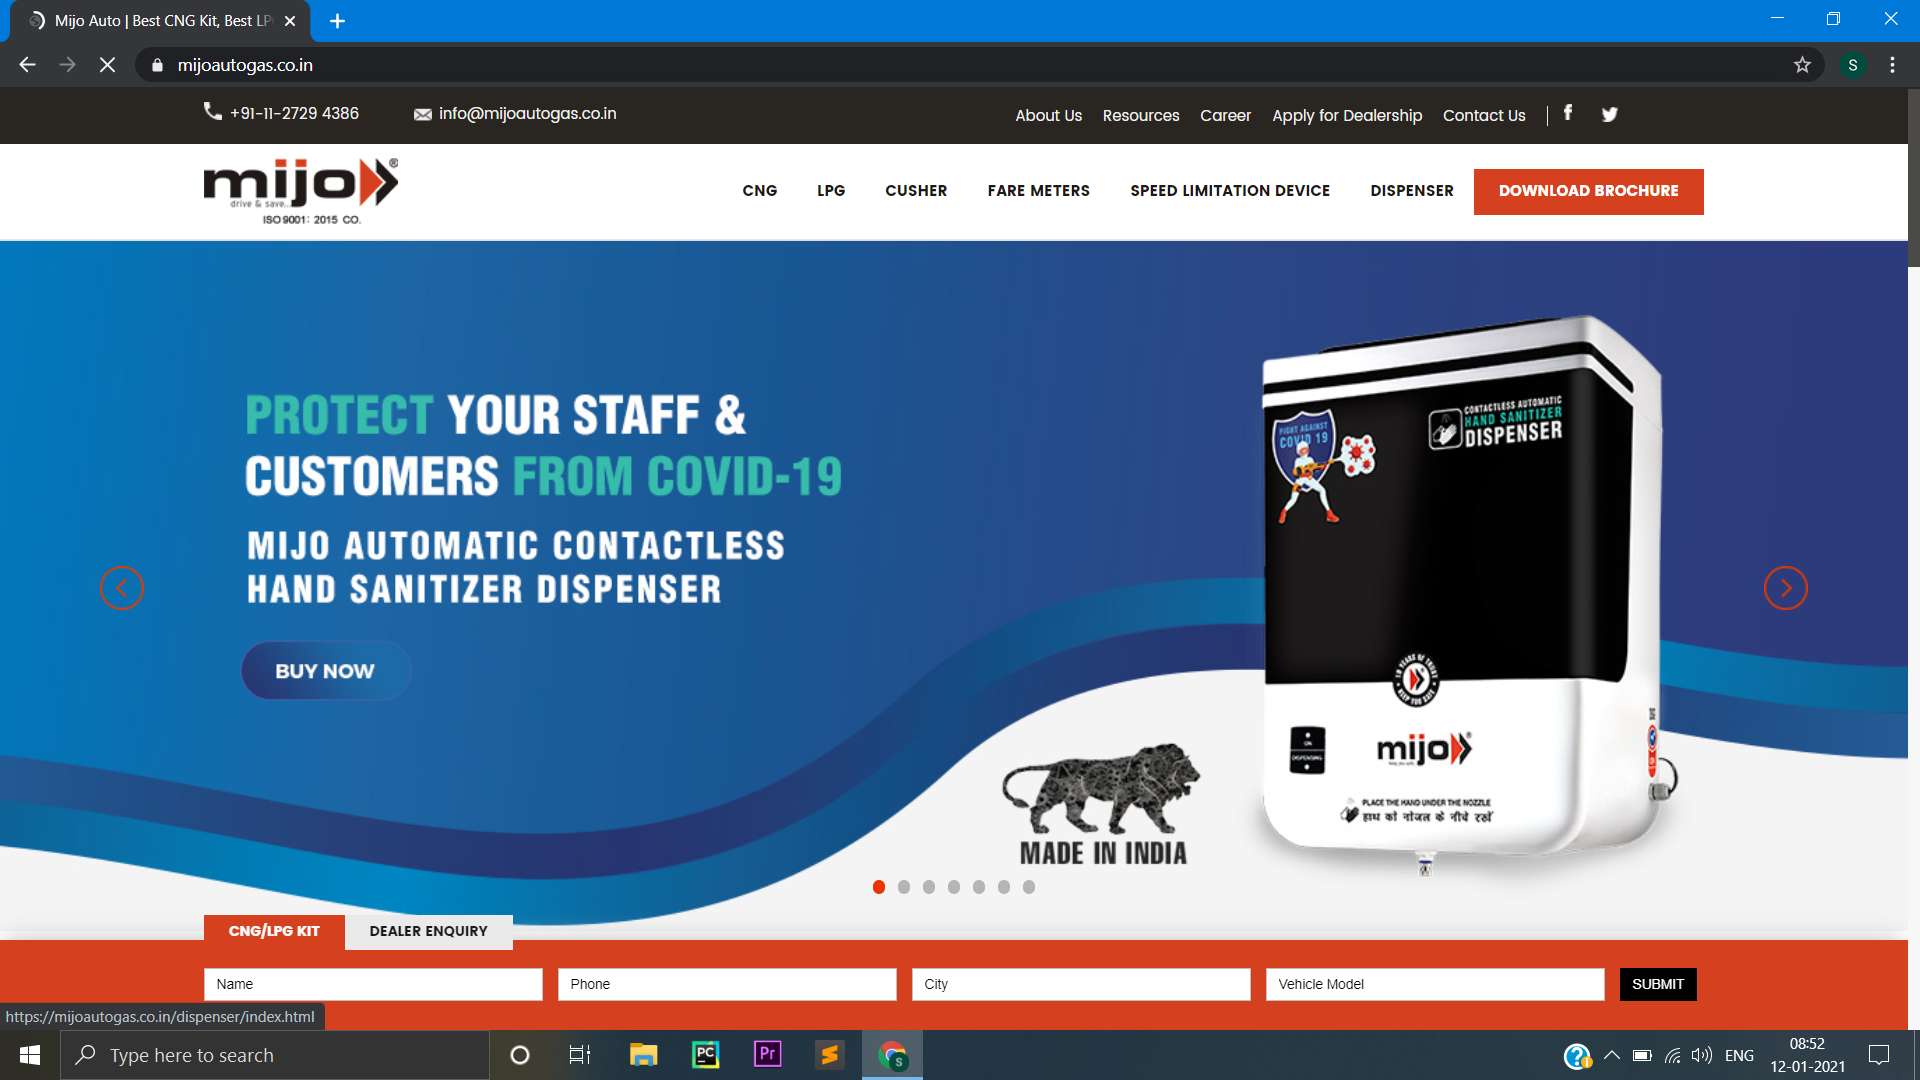 Mijo Auto | Best CNG Kit, Best LP
mijoautogas.co.in
S
+91-11-2729 4386
info@mijoautogas.co.in
About Us
Resources
Career
Apply for Dealership
Contact Us
mijo®
drive & save...
ISO 9001: 2015 CO.
CNG
LPG
CUSHER
FARE METERS
SPEED LIMITATION DEVICE
DISPENSER
DOWNLOAD BROCHURE
PROTECT YOUR STAFF &
CUSTOMERS FROM COVID-19
MIJO AUTOMATIC CONTACTLESS
HAND SANITIZER DISPENSER
BUY NOW
FIGHT AGAINST
COVID 19
CONTACTLESS AUTOMATIC
HAND SANITIZER
DISPENSER
ON
DISPENSING
mijo
PLACE THE HAND UNDER THE NOZZLE
हाथ को नोजल के नीचे रखें
MADE IN INDIA
CNG/LPG KIT
DEALER ENQUIRY
Name
Phone
City
Vehicle Model
SUBMIT
https://mijoautogas.co.in/dispenser/index.html
Type here to search
PC
Pr
S
ENG
08:52
12-01-2021